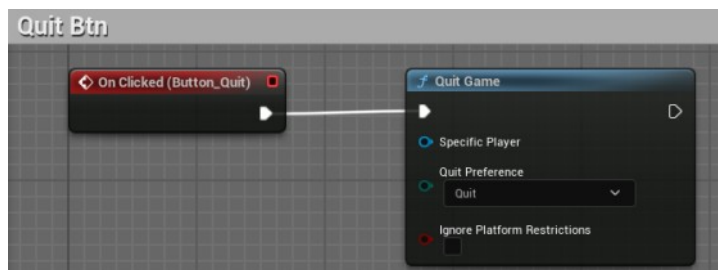 Quit Btn
On Clicked (Button_Quit)
f Quit Game
Specific Player
Quit Preference
Quit
Ignore Platform Restrictions